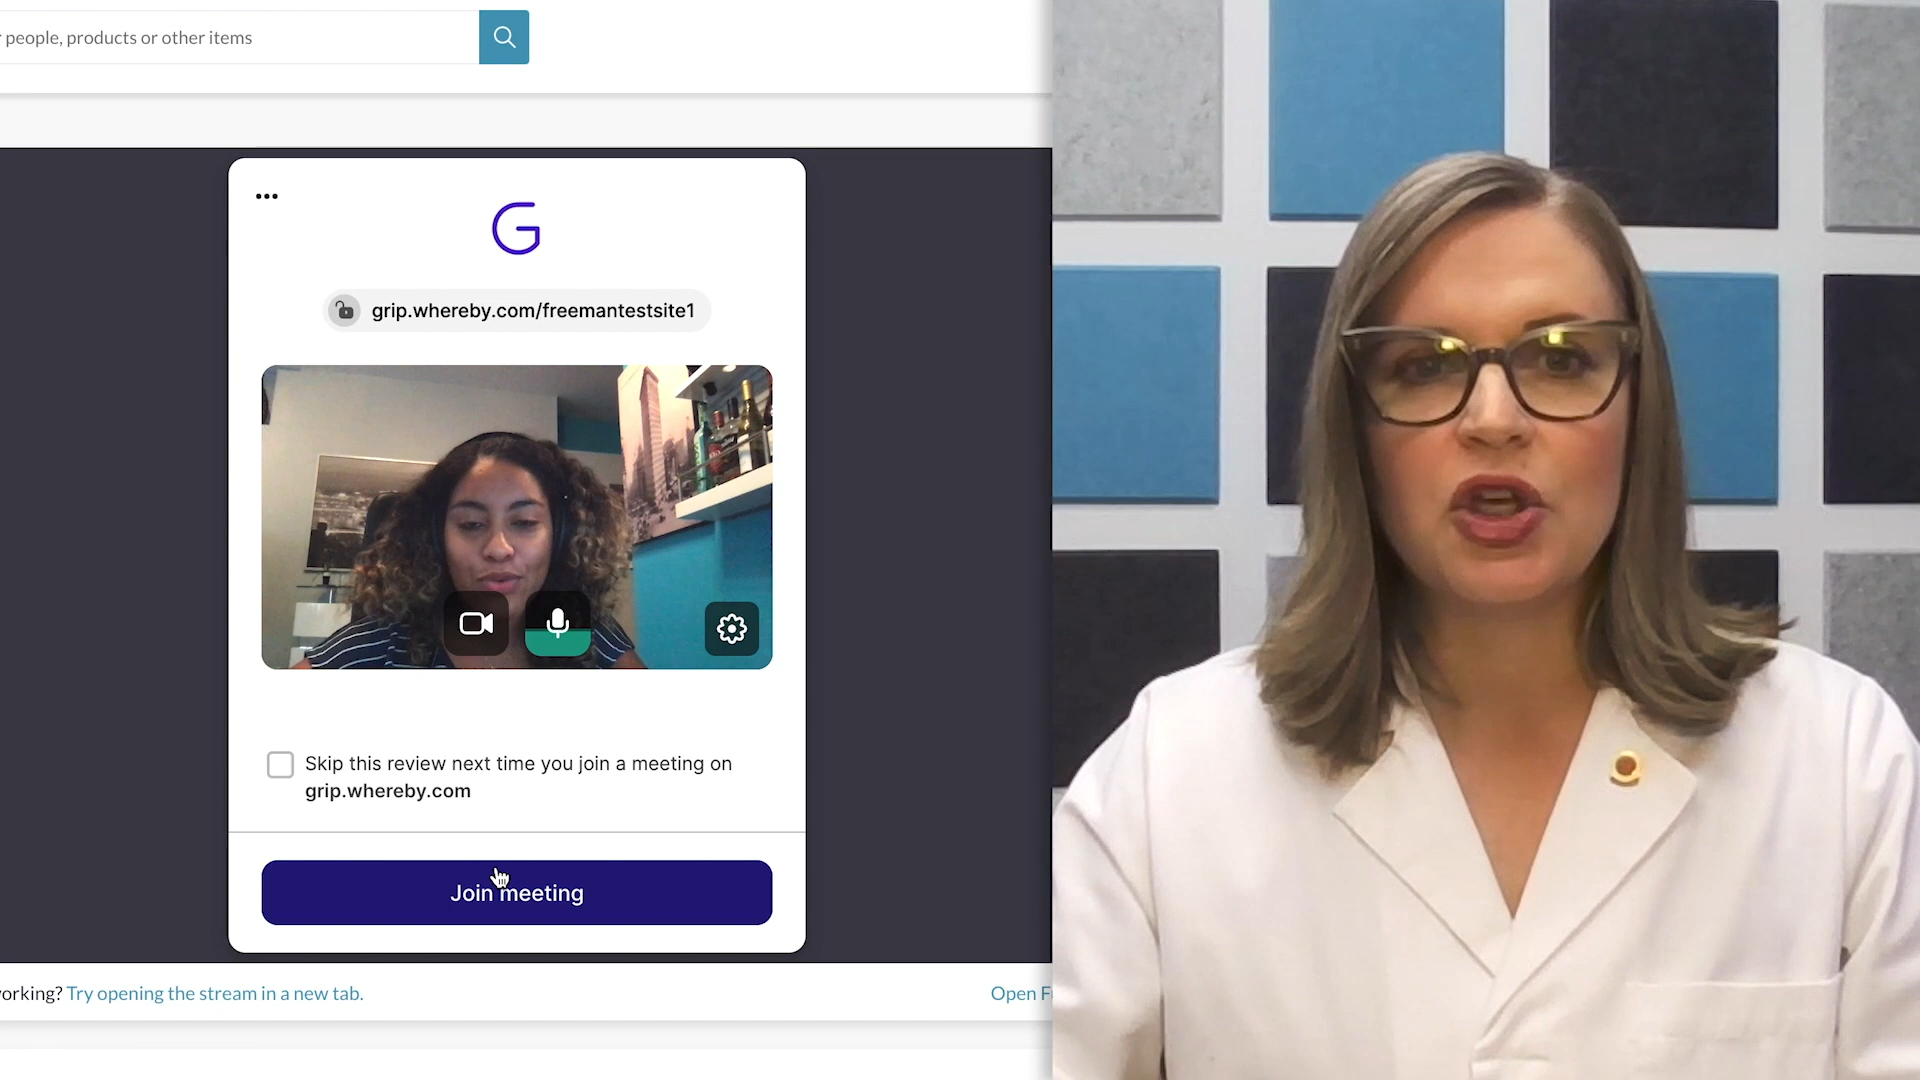 people, products or other items
G
grip.whereby.com/freemantestsite1
Skip this review next time you join a meeting on
grip.whereby.com
Join meeting
working? Try opening the stream in a new tab.
Open